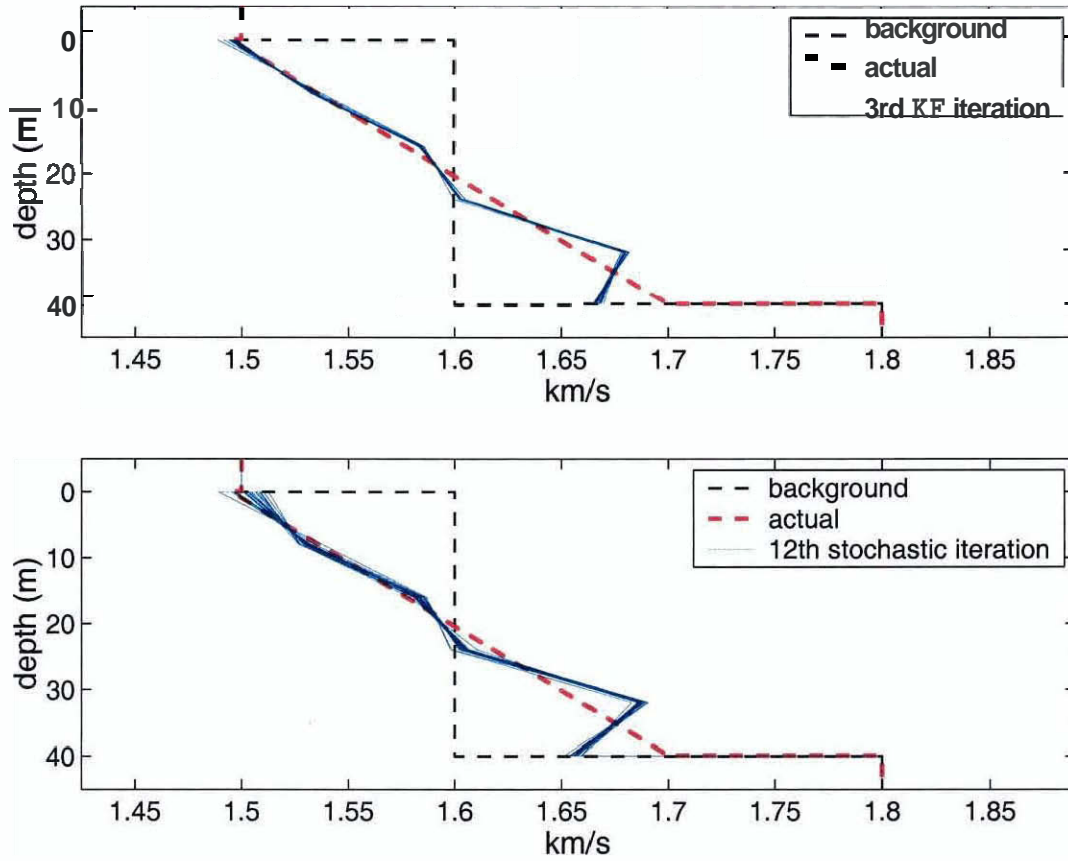 0
10-
20
30
40
depth (E|
1.45 1.5 1.55 1.6 1.65 1.7 1.75 1.8 1.85
km/s
background
actual
3rd KF iteration
0
10
20
30
40
depth (m)
1.45 1.5 1.55 1.6 1.65 1.7 1.75 1.8 1.85
km/s
background
actual
12th stochastic iteration